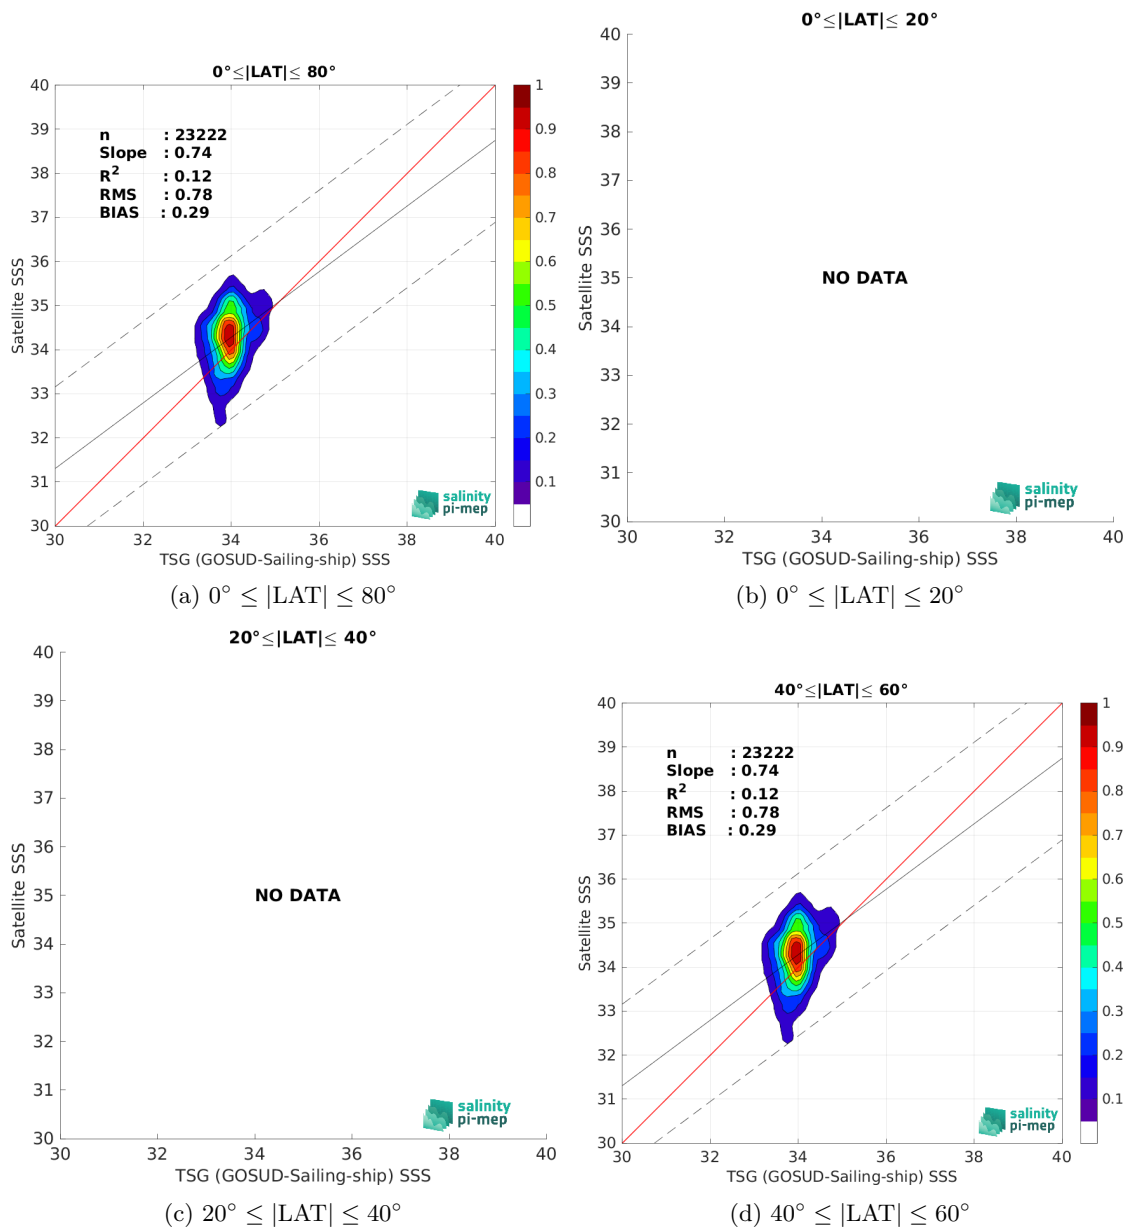 0°≤|LAT|≤ 80°
40
39
38
37
36
35
34
33
32
31
30
Satellite SSS
n : 23222
Slope : 0.74
R² : 0.12
RMS : 0.78
BIAS : 0.29
salinity
pi-mep
30 32 34 36 38 40
TSG (GOSUD-Sailing-ship) SSS
1
0.9
0.8
0.7
0.6
0.5
0.4
0.3
0.2
0.1
(a) 0° ≤ |LAT| ≤ 80°
0°≤|LAT|≤ 20°
40
39
38
37
36
35
34
33
32
31
30
Satellite SSS
NO DATA
salinity
pi-mep
30 32 34 36 38 40
TSG (GOSUD-Sailing-ship) SSS
(b) 0° ≤ |LAT| ≤ 20°
20°≤|LAT|≤ 40°
40
39
38
37
36
35
34
33
32
31
30
Satellite SSS
NO DATA
salinity
pi-mep
30 32 34 36 38 40
TSG (GOSUD-Sailing-ship) SSS
(c) 20° ≤ |LAT| ≤ 40°
40°≤|LAT|≤ 60°
40
39
38
37
36
35
34
33
32
31
30
Satellite SSS
n : 23222
Slope : 0.74
R² : 0.12
RMS : 0.78
BIAS : 0.29
salinity
pi-mep
30 32 34 36 38 40
TSG (GOSUD-Sailing-ship) SSS
1
0.9
0.8
0.7
0.6
0.5
0.4
0.3
0.2
0.1
(d) 40° ≤ |LAT| ≤ 60°